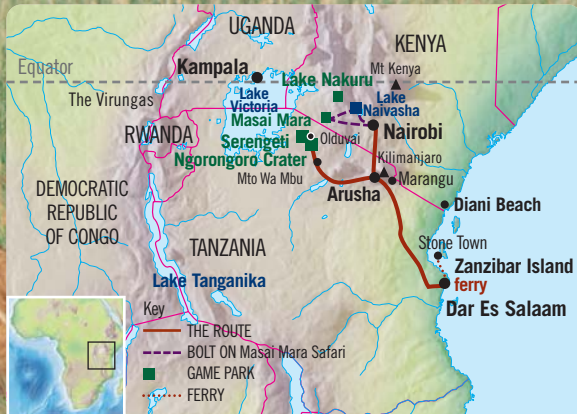 UGANDA
KENYA
Equator
Kampala
Mt Kenya
Lake Nakuru
The Virungas
Lake
Victoria
Lake
Naivasha
Masai Mara
RWANDA
Nairobi
Serengeti
Olduvai
Ngorongoro Crater
Kilimanjaro
Mto Wa Mbu
Marangu
Arusha
DEMOCRATIC
REPUBLIC
OF CONGO
Diani Beach
TANZANIA
Stone Town
Zanzibar Island
Lake Tanganika
ferry
Dar Es Salaam
Key
THE ROUTE
BOLT ON Masai Mara Safari
GAME PARK
FERRY